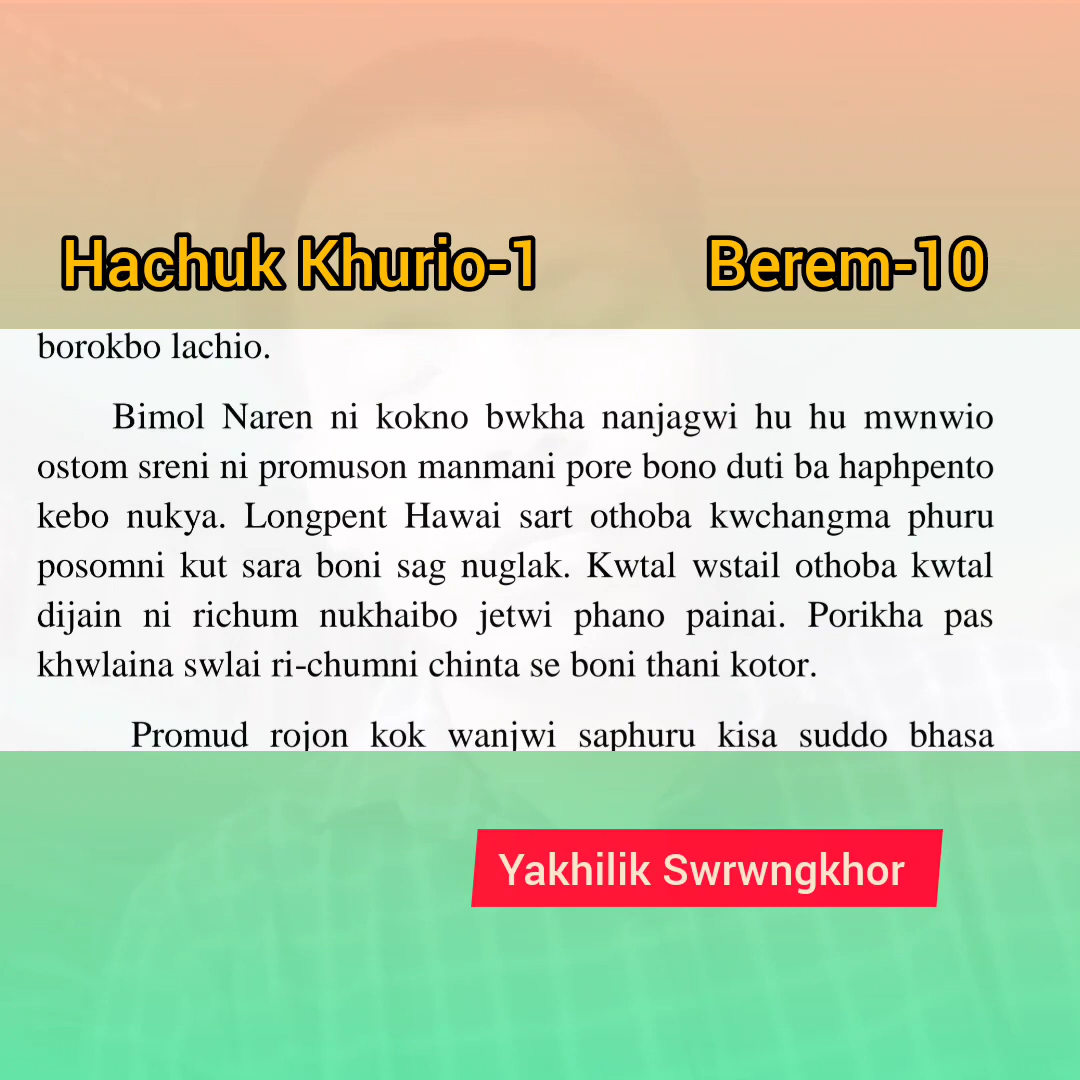 Hachuk Khurio-1 Berem-10
borokbo lachio.
Bimol Naren ni kokno bwkha nanjagwi hu hu mwnwio
ostom sreni ni promuson manmani pore bono duti ba haphpento
kebo nukya. Longpent Hawai sart othoba kwchangma phuru
posomni kut sara boni sag nuglak. Kwtal wstail othoba kwtal
dijain ni richum nukhaibo jetwi phano painai. Porikha pas
khwlaina swlai ri-chumni chinta se boni thani kotor.
Promud rojon kok wanjwi saphuru kisa suddo bhasa
Yakhilik Swrwngkhor